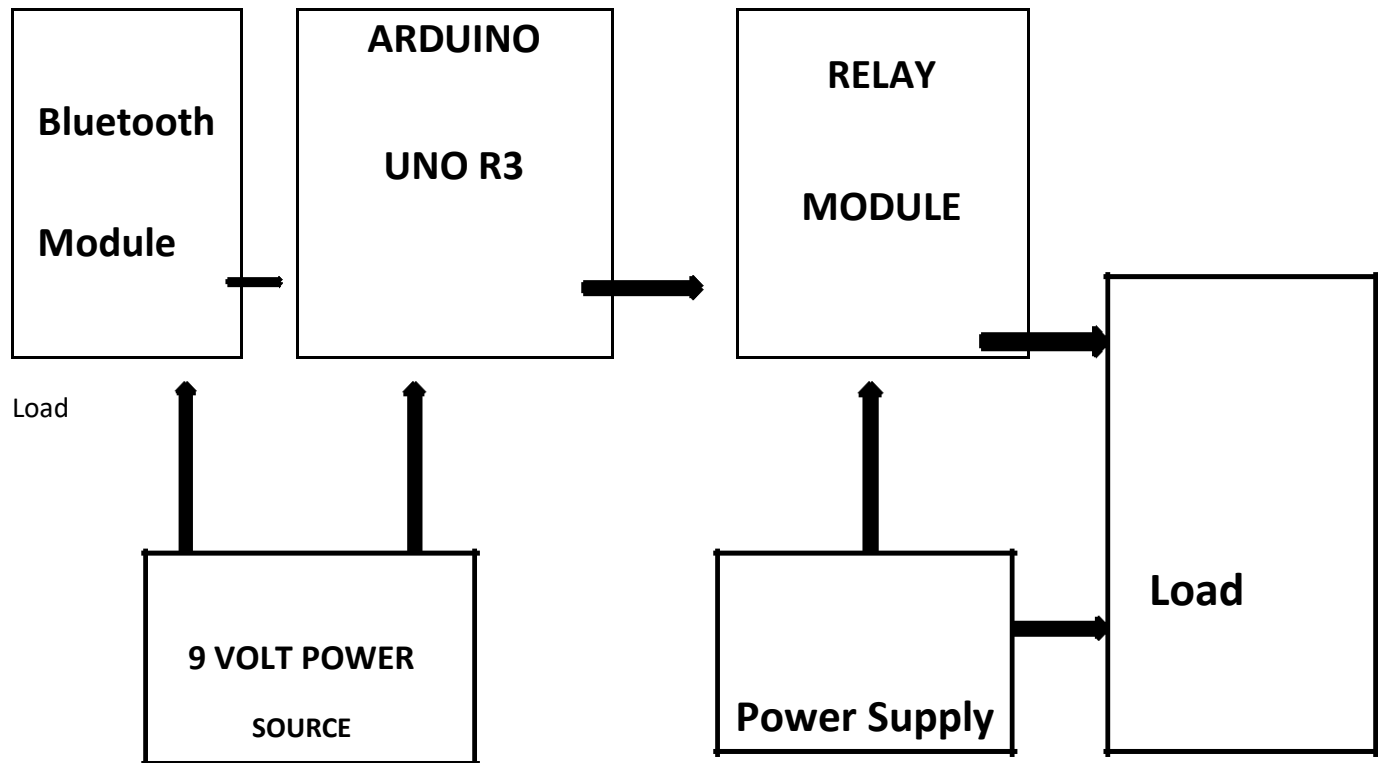 Bluetooth
Module
ARDUINO
UNO R3
RELAY
MODULE
Load
9 VOLT POWER
SOURCE
Power Supply
Load